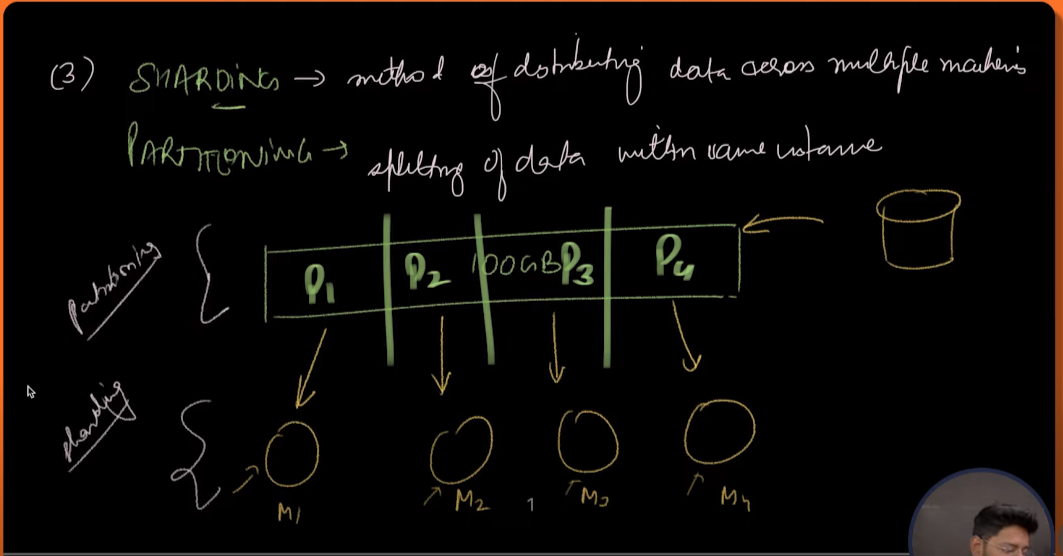 (3) SHARDING → method of distributing data across multiple machines
PARTITIONING → splitting of data within same instance
partitioning
P1 P2 100GB P3 P4
sharding
M1 M2 1 M3 M4